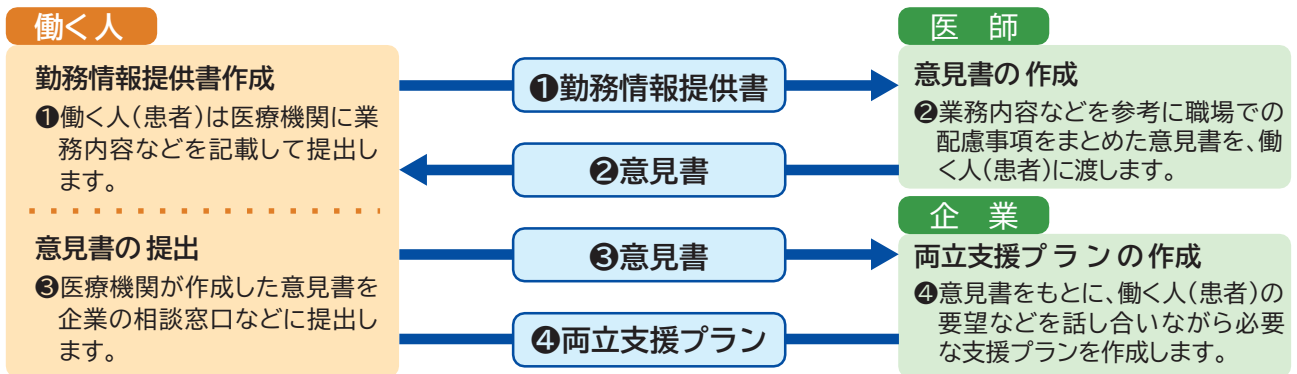 働く人
勤務情報提供書作成
❶働く人(患者)は医療機関に業
務内容などを記載して提出し
ます。
意見書の提出
❸医療機関が作成した意見書を
企業の相談窓口などに提出し
ます。
❶勤務情報提供書
❷意見書
❸意見書
❹両立支援プラン
医 師
意見書の作成
❷業務内容などを参考に職場での
配慮事項をまとめた意見書を、働
く人(患者)に渡します。
企 業
両立支援プランの作成
❹意見書をもとに、働く人(患者)の
要望などを話し合いながら必要
な支援プランを作成します。